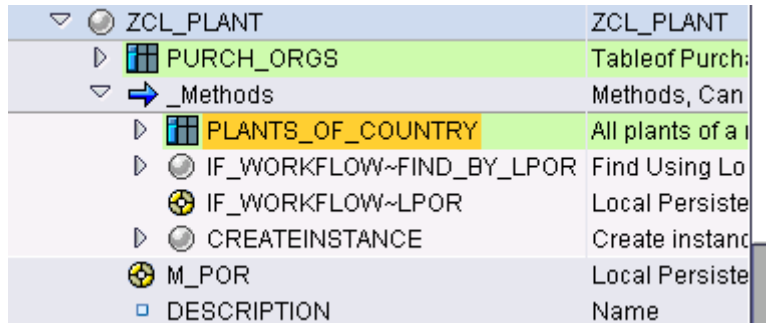 ZCL_PLANT ZCL_PLANT
PURCH_ORGS Tableof Purch
_Methods Methods, Can
PLANTS_OF_COUNTRY All plants of a
IF_WORKFLOW~FIND_BY_LPOR Find Using Lo
IF_WORKFLOW~LPOR Local Persiste
CREATEINSTANCE Create instanc
M_POR Local Persiste
DESCRIPTION Name